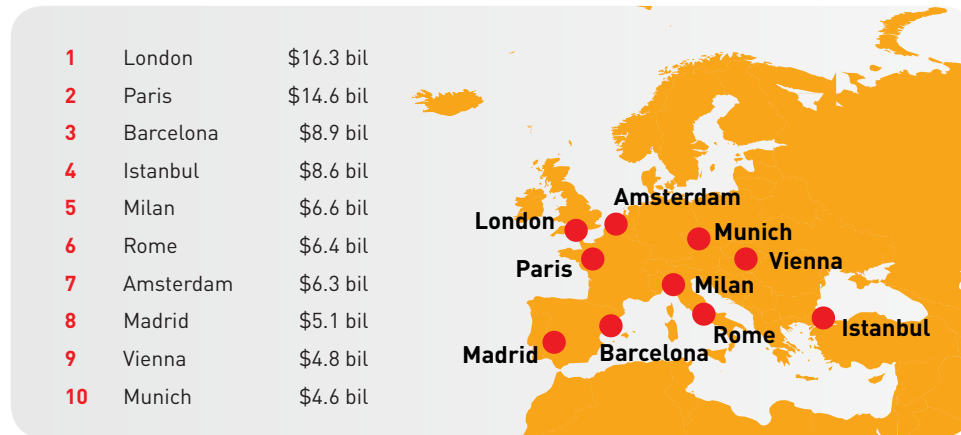 1 London $16.3 bil
2 Paris $14.6 bil
3 Barcelona $8.9 bil
4 Istanbul $8.6 bil
5 Milan $6.6 bil
6 Rome $6.4 bil
7 Amsterdam $6.3 bil
8 Madrid $5.1 bil
9 Vienna $4.8 bil
10 Munich $4.6 bil
Amsterdam
London
Munich
Paris
Vienna
Milan
Istanbul
Rome
Madrid
Barcelona